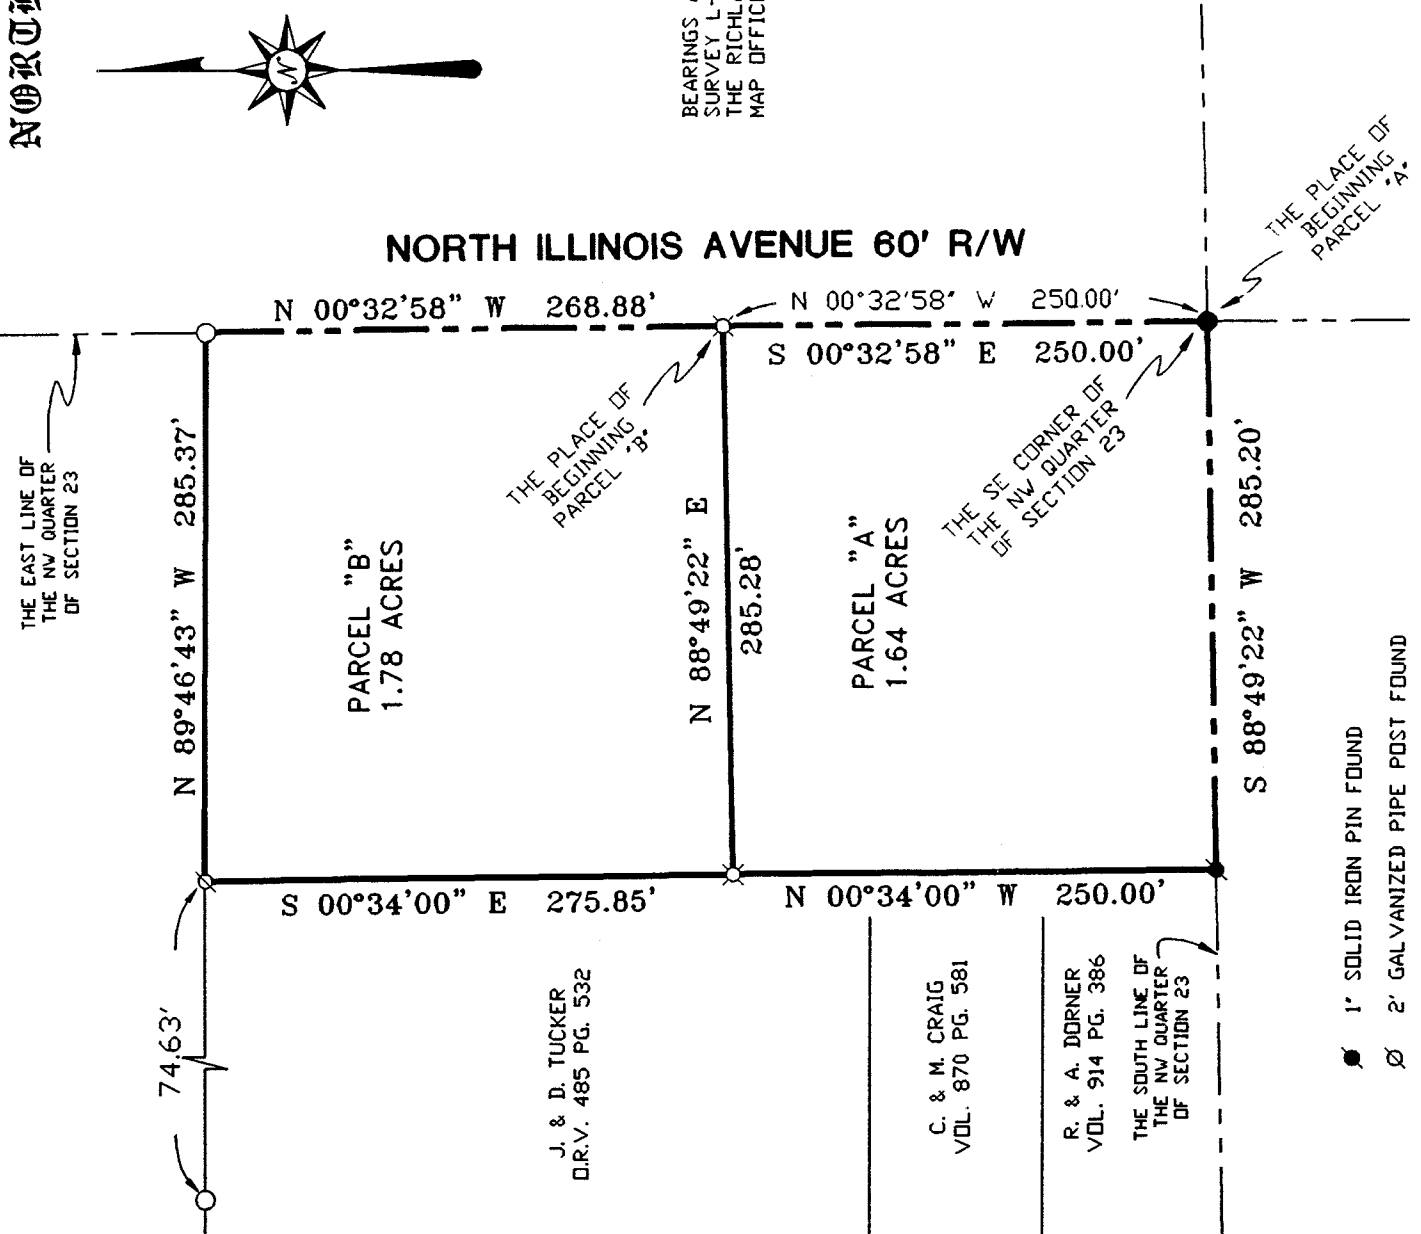 NORTH
BEARINGS
SURVEY L-
THE RICHL
MAP OFFIC
THE PLACE OF
BEGINNING
PARCEL "A"
NORTH ILLINOIS AVENUE 60' R/W
N 00°32'58" W 268.88'
N 00°32'58" W 250.00'
S 00°32'58" E 250.00'
THE EAST LINE OF
THE NW QUARTER
OF SECTION 23
N 89°46'43" W 285.37'
THE PLACE OF
BEGINNING
PARCEL "B"
THE SE CORNER OF
THE NW QUARTER
OF SECTION 23
PARCEL "B"
1.78 ACRES
N 88°49'22" E
285.28'
PARCEL "A"
1.64 ACRES
S 88°49'22" W 285.20'
S 00°34'00" E 275.85'
N 00°34'00" W 250.00'
74.63'
J. & D. TUCKER
O.R.V. 485 PG. 532
C. & M. CRAIG
VOL. 870 PG. 581
R. & A. DORNER
VOL. 914 PG. 386
THE SOUTH LINE OF
THE NW QUARTER
OF SECTION 23
1" SOLID IRON PIN FOUND
2" GALVANIZED PIPE POST FOUND
N